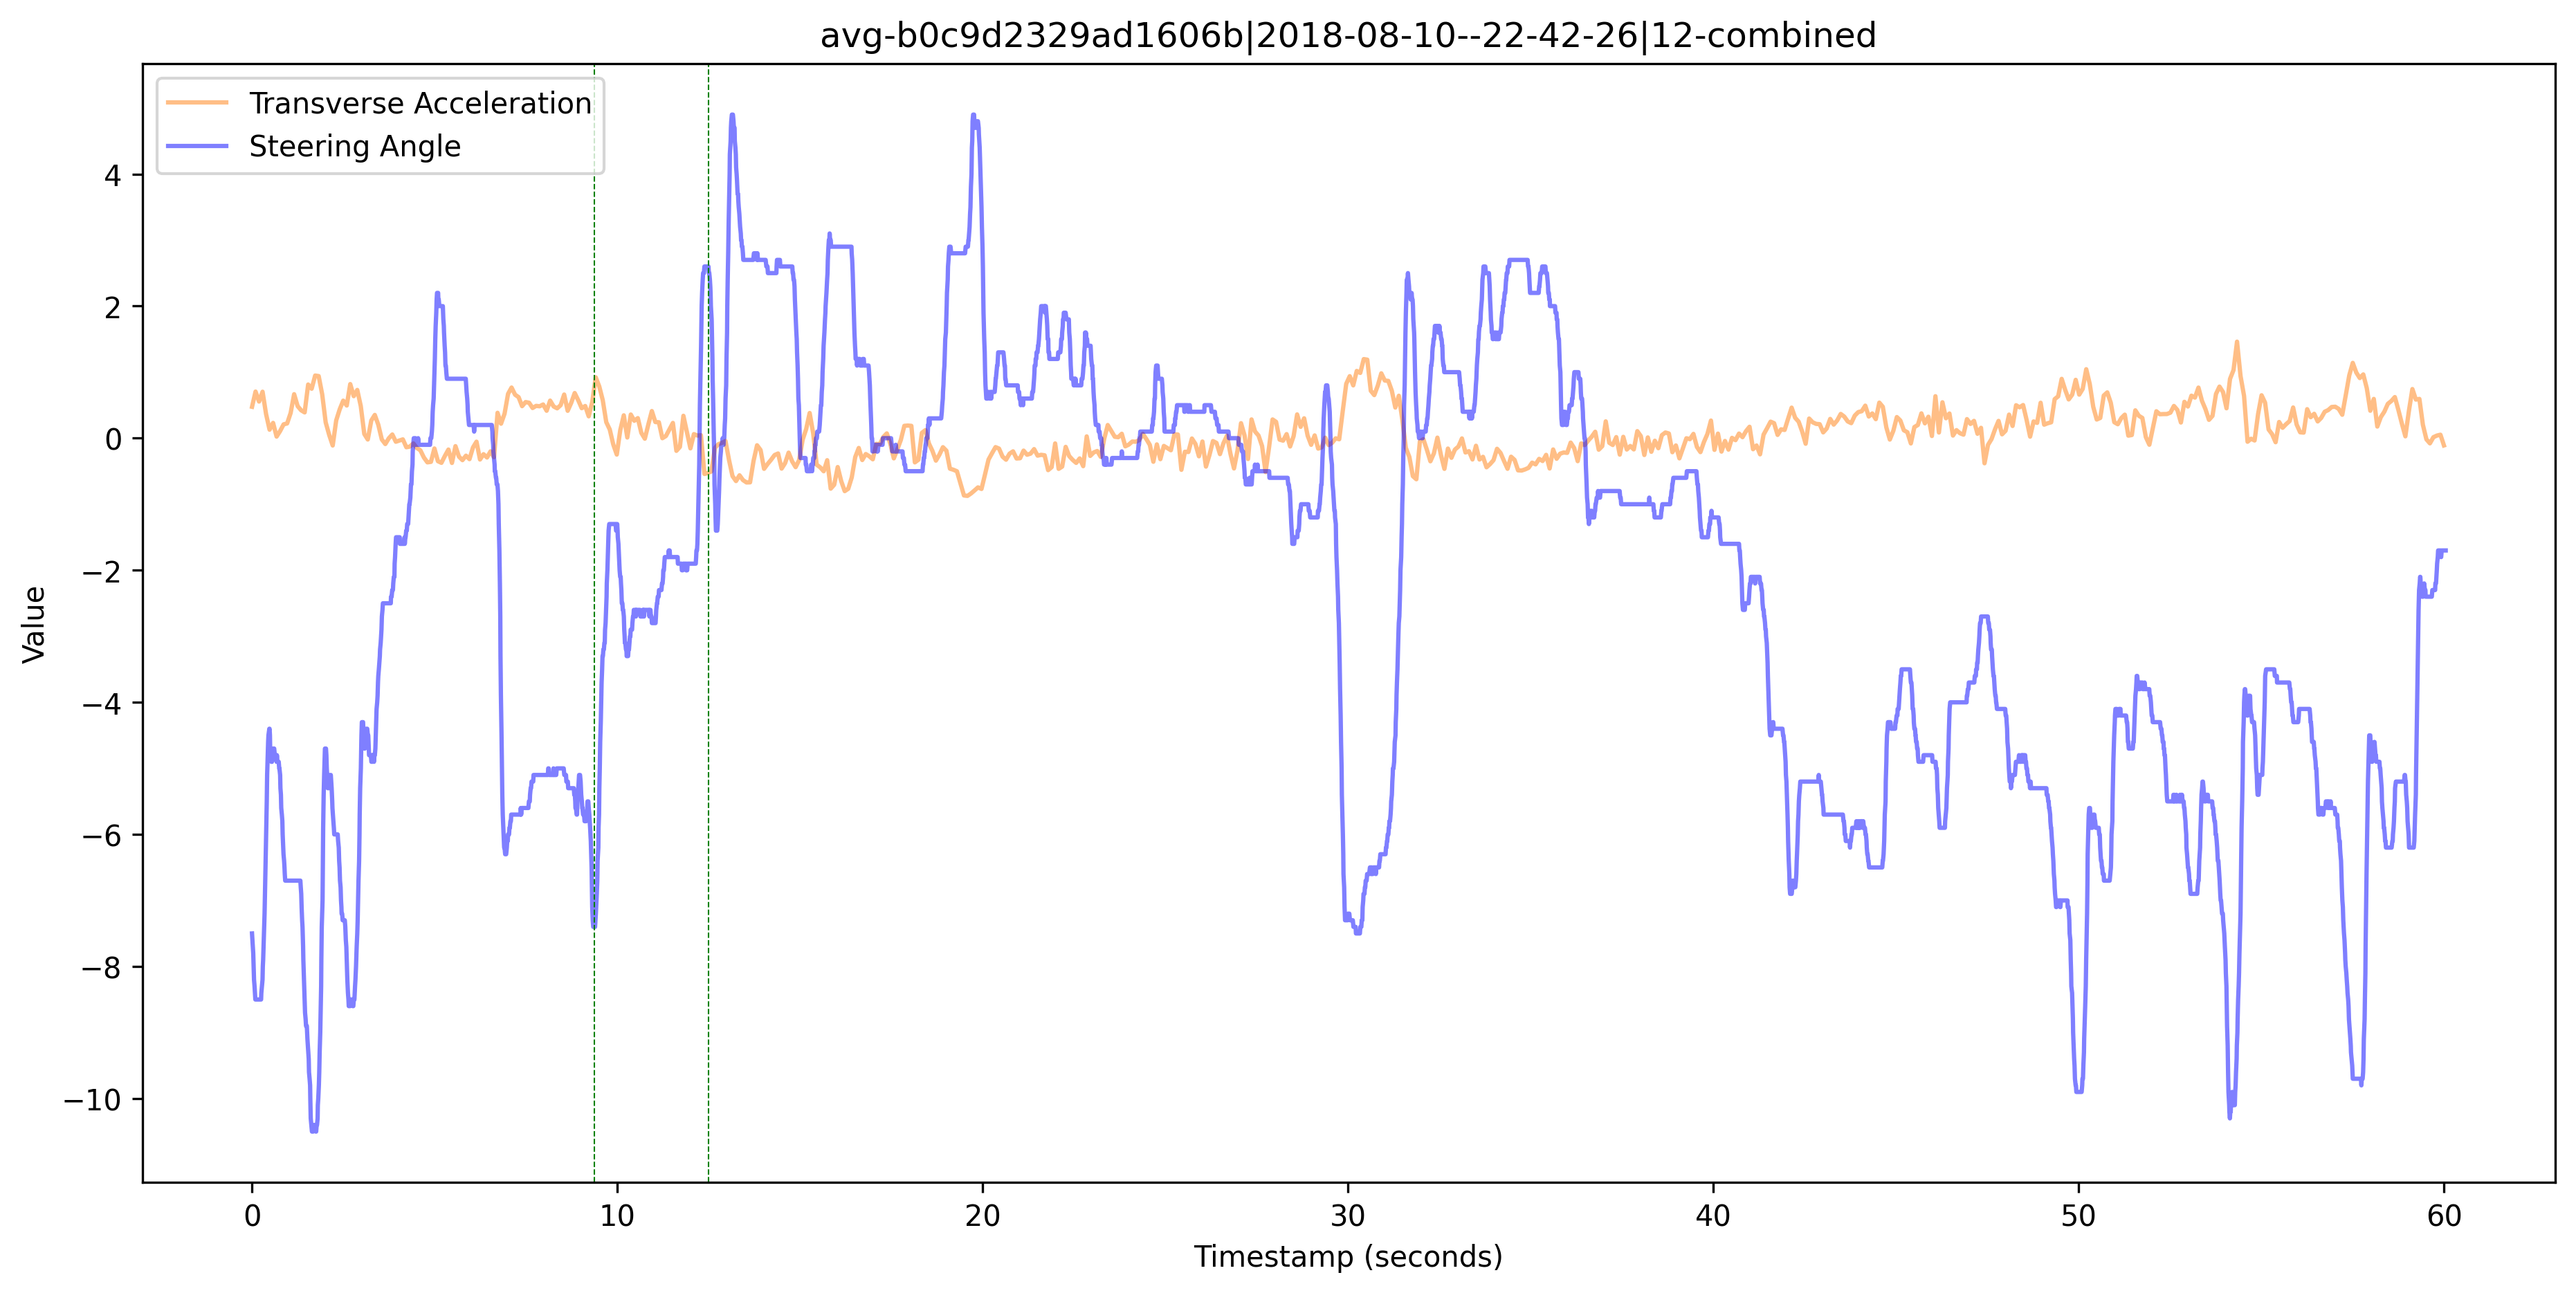 avg-b0c9d2329ad1606b|2018-08-10--22-42-26|12-combined
Transverse Acceleration
Steering Angle
Value
4
2
0
−2
−4
−6
−8
−10
0 10 20 30 40 50 60
Timestamp (seconds)